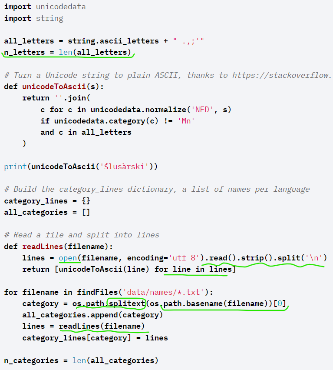 import unicodedata
import string
all_letters = string.ascii_letters + " .,;'"
n_letters = len(all_letters)
# Turn a Unicode string to plain ASCII, thanks to https://stackoverflow.
def unicodeToAscii(s):
return ''.join(
c for c in unicodedata.normalize('NFD', s)
if unicodedata.category(c) != 'Mn'
and c in all_letters
)
print(unicodeToAscii('Ślusàrski'))
# Build the category_lines dictionary, a list of names per language
category_lines = {}
all_categories = []
# Read a file and split into lines
def readLines(filename):
lines = open(filename, encoding='utf-8').read().strip().split('\n')
return [unicodeToAscii(line) for line in lines]
for filename in findFiles('data/names/*.txt'):
category = os.path.splitext(os.path.basename(filename))[0]
all_categories.append(category)
lines = readLines(filename)
category_lines[category] = lines
n_categories = len(all_categories)